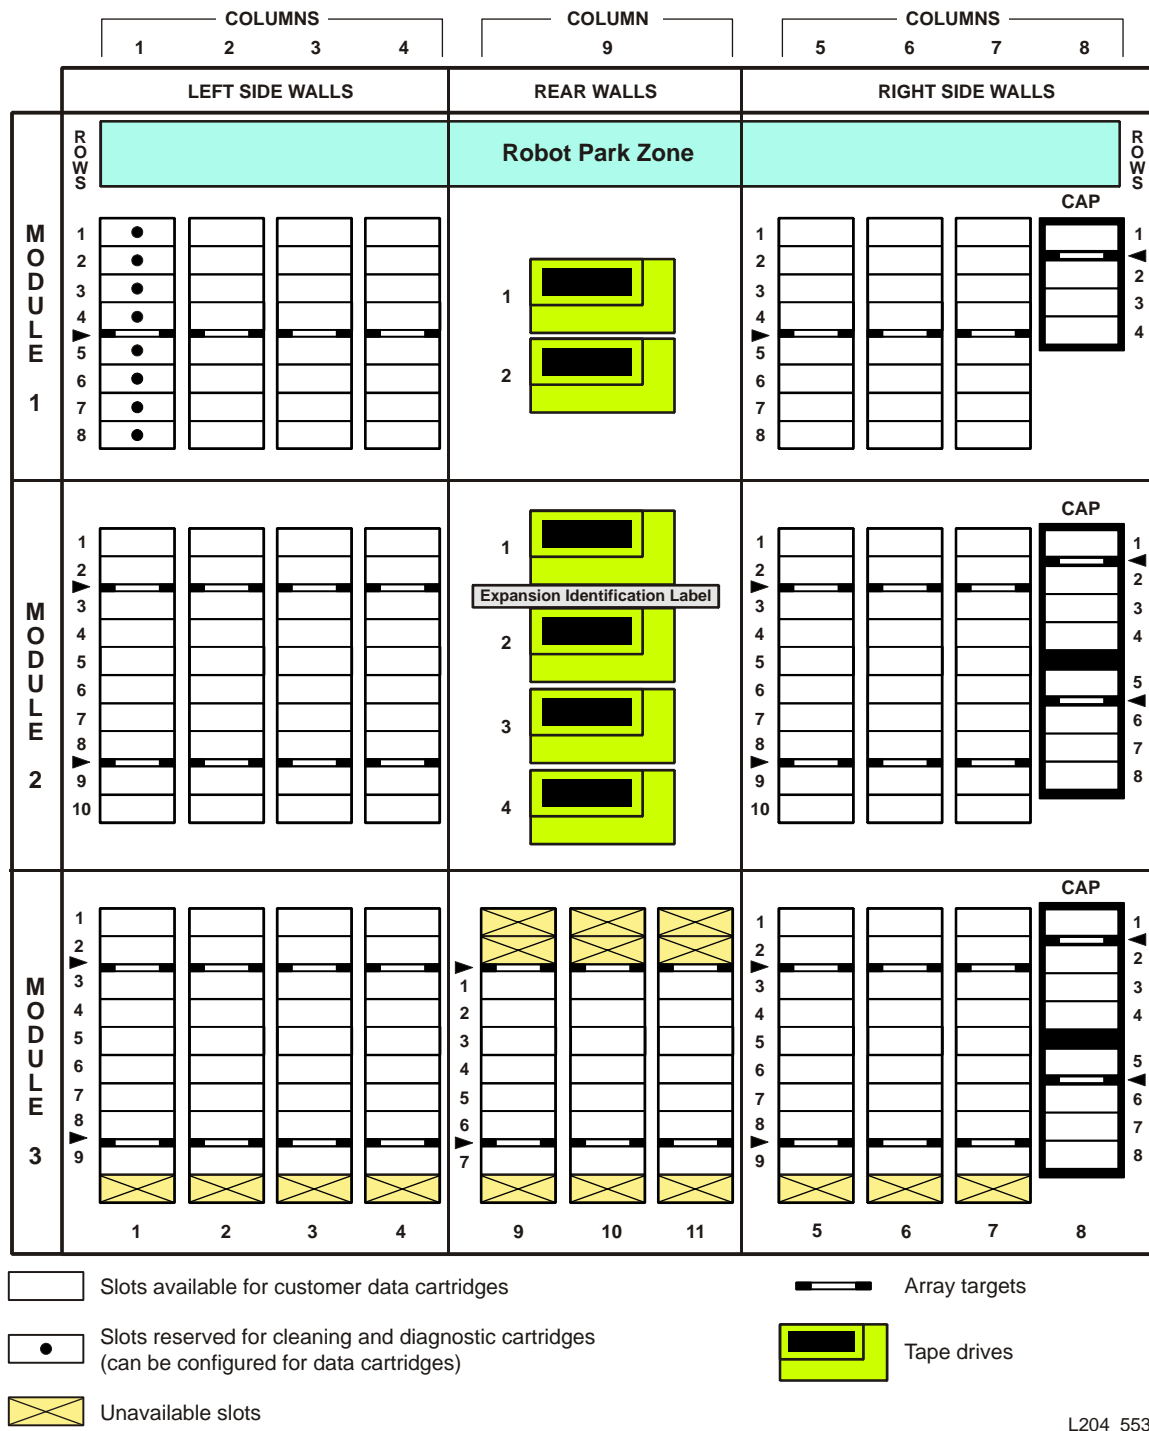 COLUMNS COLUMN COLUMNS
1 2 3 4 9 5 6 7 8
LEFT SIDE WALLS REAR WALLS RIGHT SIDE WALLS
ROWS Robot Park Zone ROWS
CAP
MODULE 1
1 1 1
2 2 2
3 1 3 3
4 4 4
5 5
6 2 6
7 7
8 8
CAP
MODULE 2
1 1 1 1
2 2
Expansion Identification Label
3 3 2
4 2 4 3
5 5 4
6 6 5
7 3 7 6
8 8 7
9 9 8
10 4 10
CAP
MODULE 3
1 1 1
2 2 2
3 1 3 3
4 2 4 4
5 3 5
6 4 6 5
7 5 7 6
8 6 8 7
9 7 9 8
1 2 3 4 9 10 11 5 6 7 8
Slots available for customer data cartridges
Array targets
Slots reserved for cleaning and diagnostic cartridges
(can be configured for data cartridges)
Tape drives
Unavailable slots
L204_553